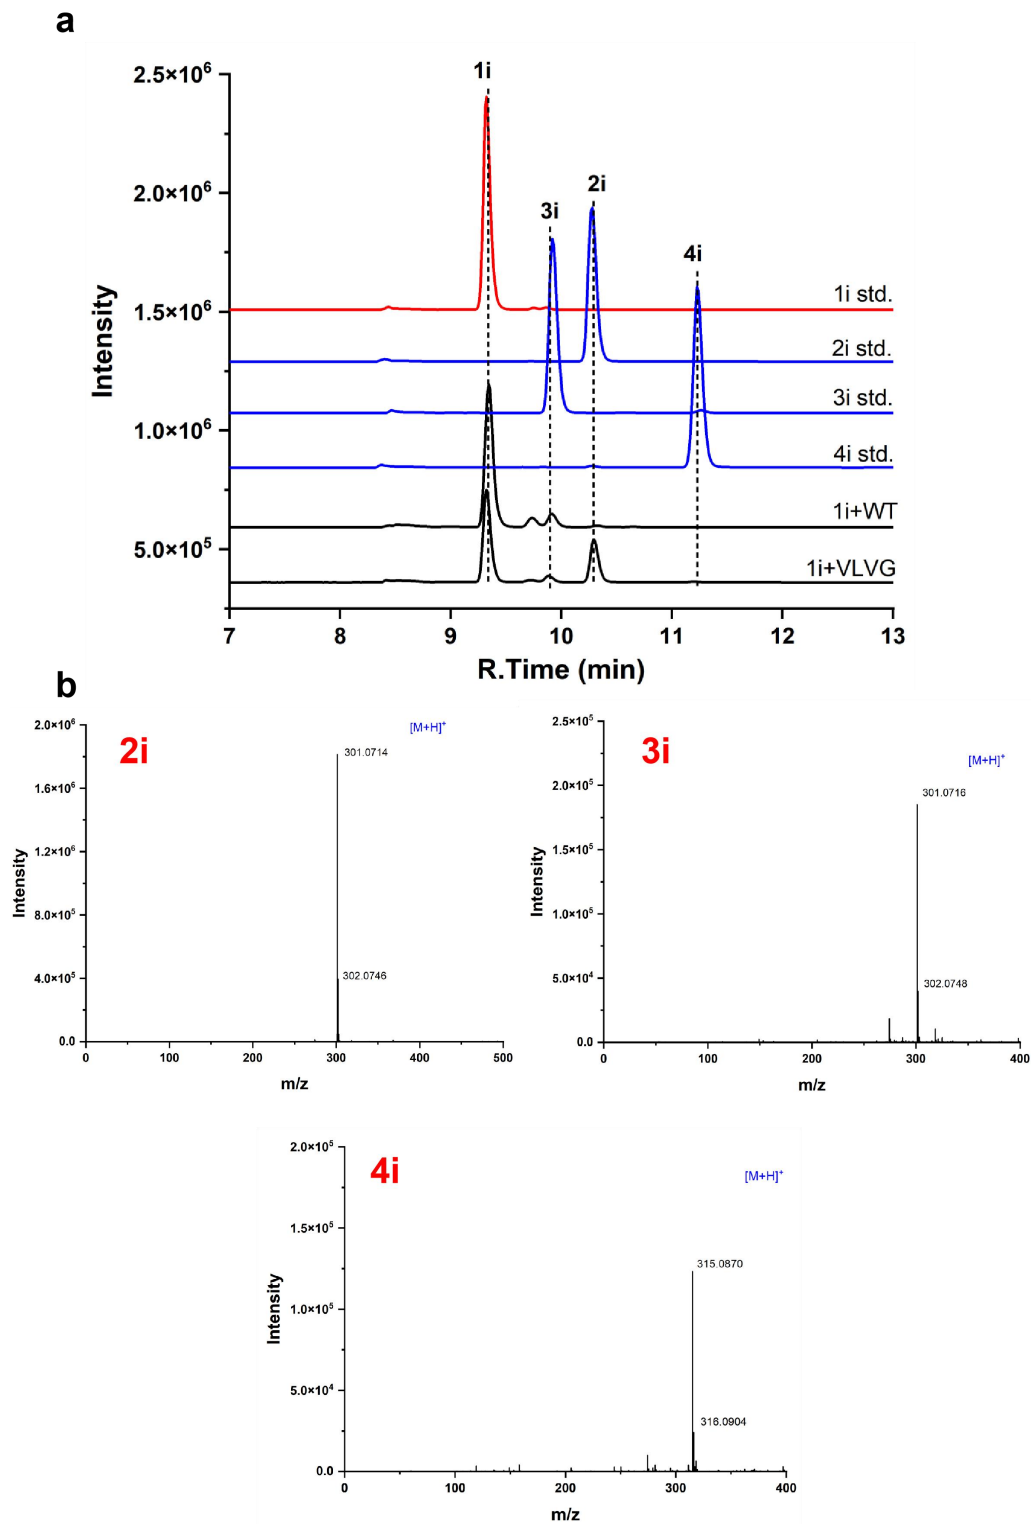 a
1i
2.5×10⁶
2.0×10⁶
2i
3i
4i
1i std.
1.5×10⁶
2i std.
3i std.
1.0×10⁶
4i std.
1i+WT
5.0×10⁵
1i+VLVG
Intensity
7 8 9 10 11 12 13
R.Time (min)
b
2i
[M+H]⁺
2.0×10⁶
301.0714
1.6×10⁶
1.2×10⁶
8.0×10⁵
4.0×10⁵
302.0746
0.0
Intensity
0 100 200 300 400 500
m/z
3i
[M+H]⁺
2.5×10⁵
2.0×10⁵
301.0716
1.5×10⁵
1.0×10⁵
5.0×10⁴
302.0748
0.0
Intensity
0 100 200 300 400
m/z
4i
[M+H]⁺
2.0×10⁵
1.5×10⁵
315.0870
1.0×10⁵
5.0×10⁴
316.0904
0.0
Intensity
0 100 200 300 400
m/z